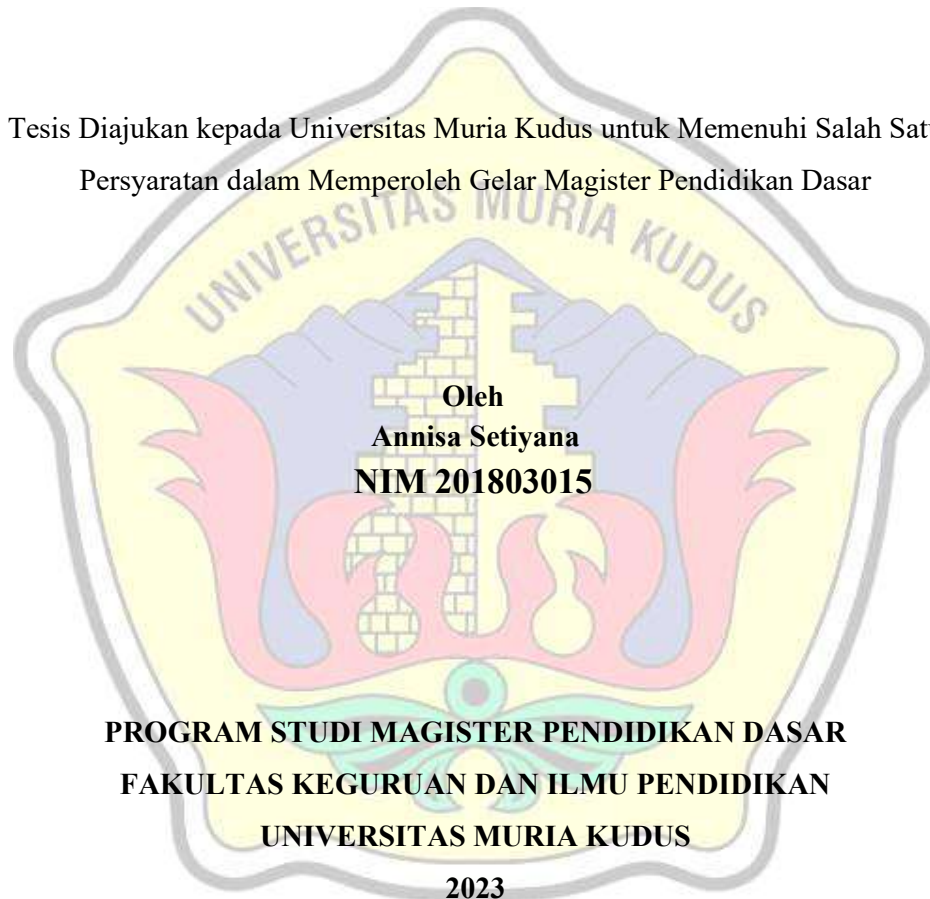 Tesis Diajukan kepada Universitas Muria Kudus untuk Memenuhi Salah Sat
Persyaratan dalam Memperoleh Gelar Magister Pendidikan Dasar
UNIVERSITAS MURIA KUDUS
Oleh
Annisa Setiyana
NIM 201803015
PROGRAM STUDI MAGISTER PENDIDIKAN DASAR
FAKULTAS KEGURUAN DAN ILMU PENDIDIKAN
UNIVERSITAS MURIA KUDUS
2023